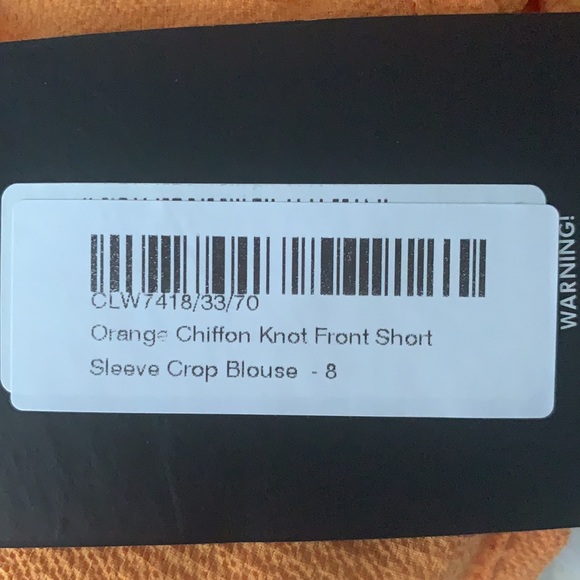 CLW7418/33/70
Orange Chiffon Knot Front Short
Sleeve Crop Blouse - 8
WARNING!